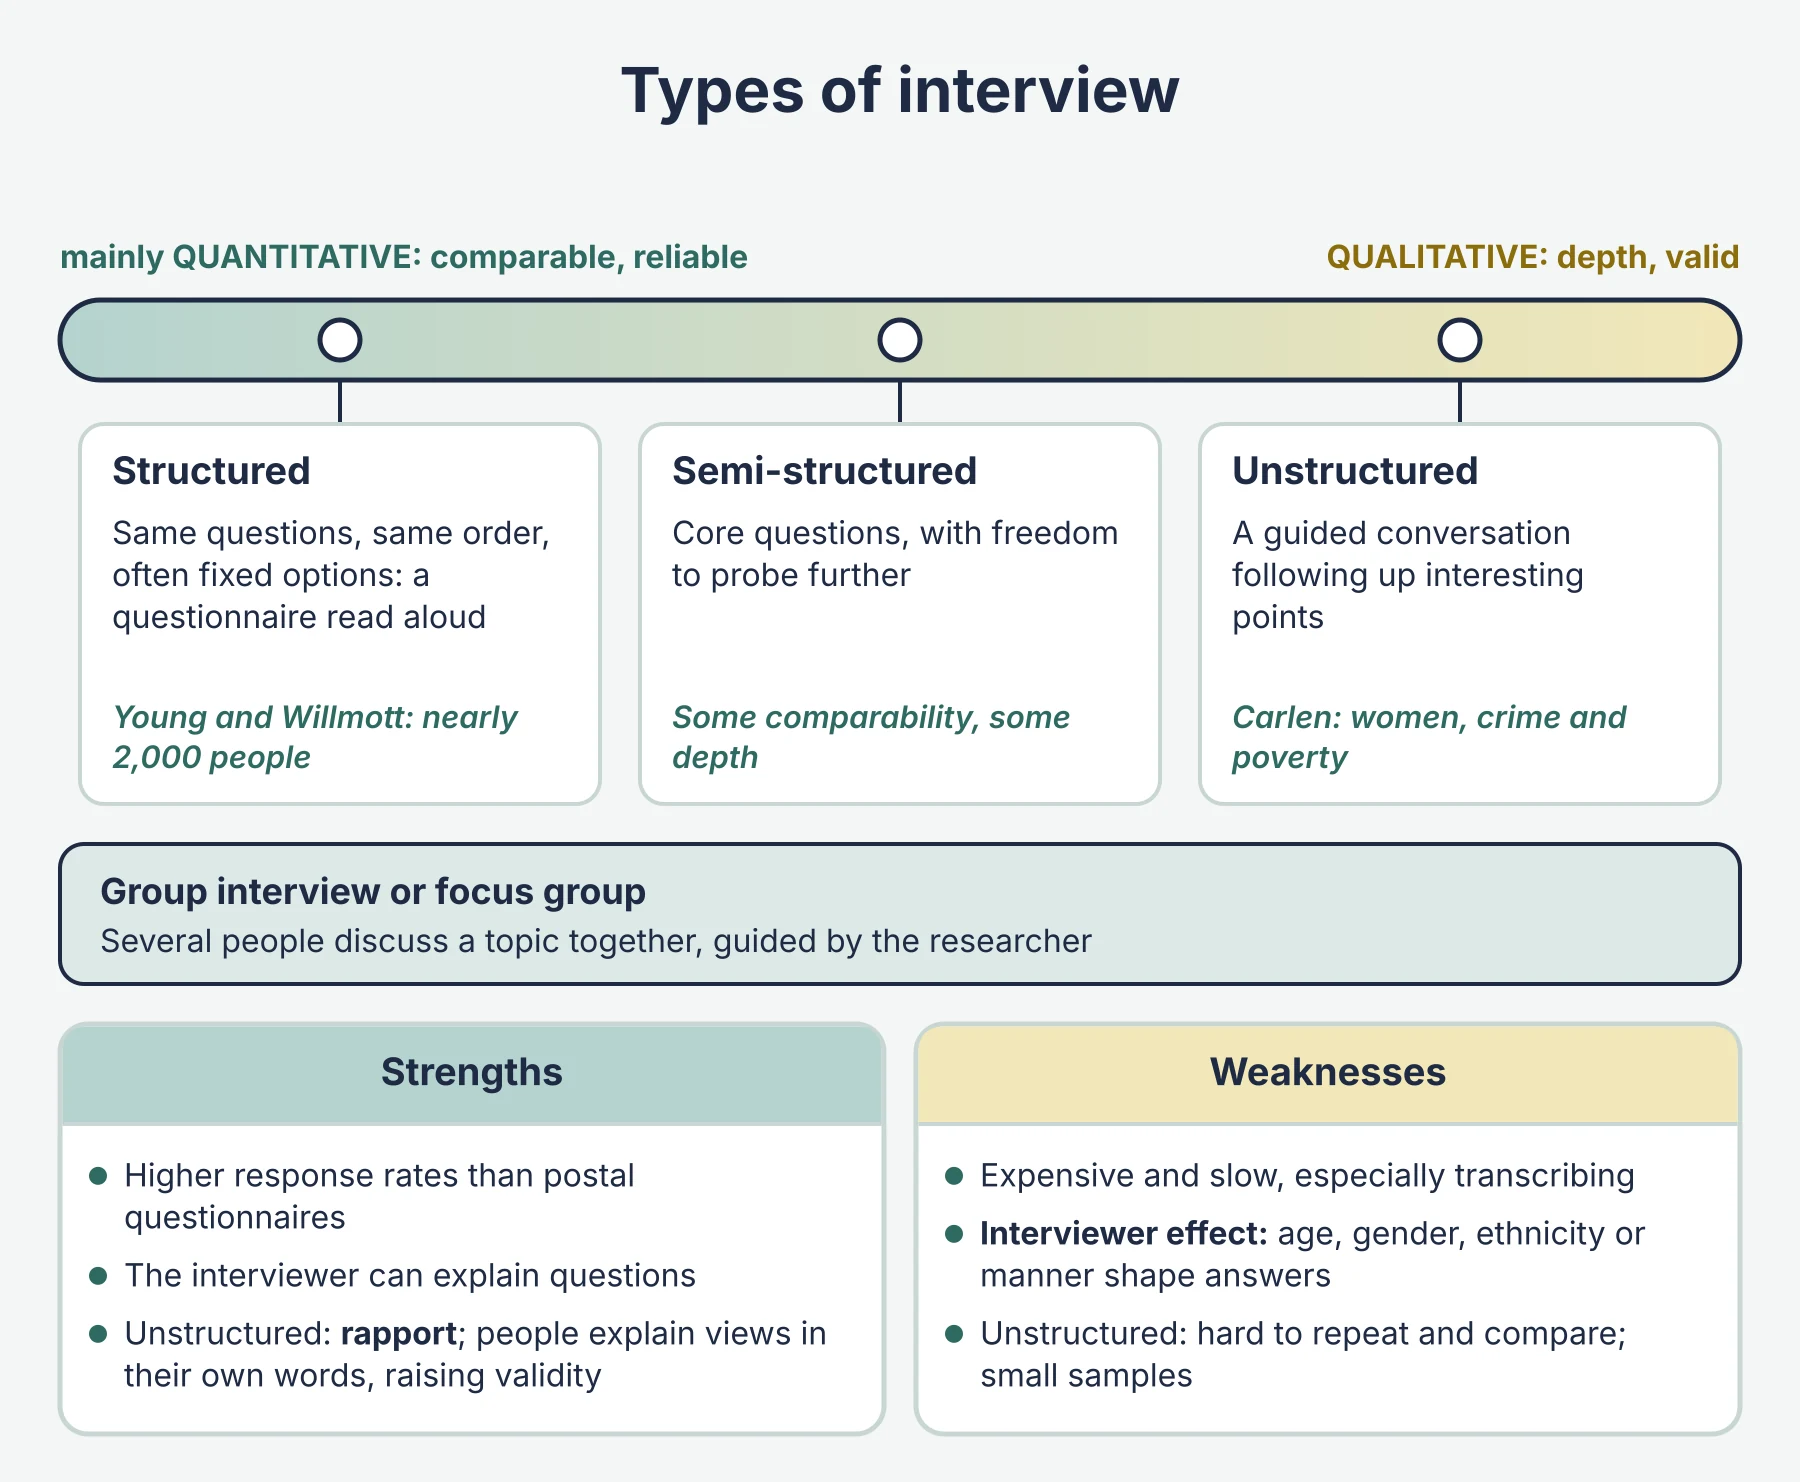 Types of interview
mainly QUANTITATIVE: comparable, reliable
QUALITATIVE: depth, valid
Structured
Same questions, same order,
often fixed options: a
questionnaire read aloud
Young and Willmott: nearly
2,000 people
Semi-structured
Core questions, with freedom
to probe further
Some comparability, some
depth
Unstructured
A guided conversation
following up interesting
points
Carlen: women, crime and
poverty
Group interview or focus group
Several people discuss a topic together, guided by the researcher
Strengths
Higher response rates than postal
questionnaires
The interviewer can explain questions
Unstructured: rapport; people explain views in
their own words, raising validity
Weaknesses
Expensive and slow, especially transcribing
Interviewer effect: age, gender, ethnicity or
manner shape answers
Unstructured: hard to repeat and compare;
small samples